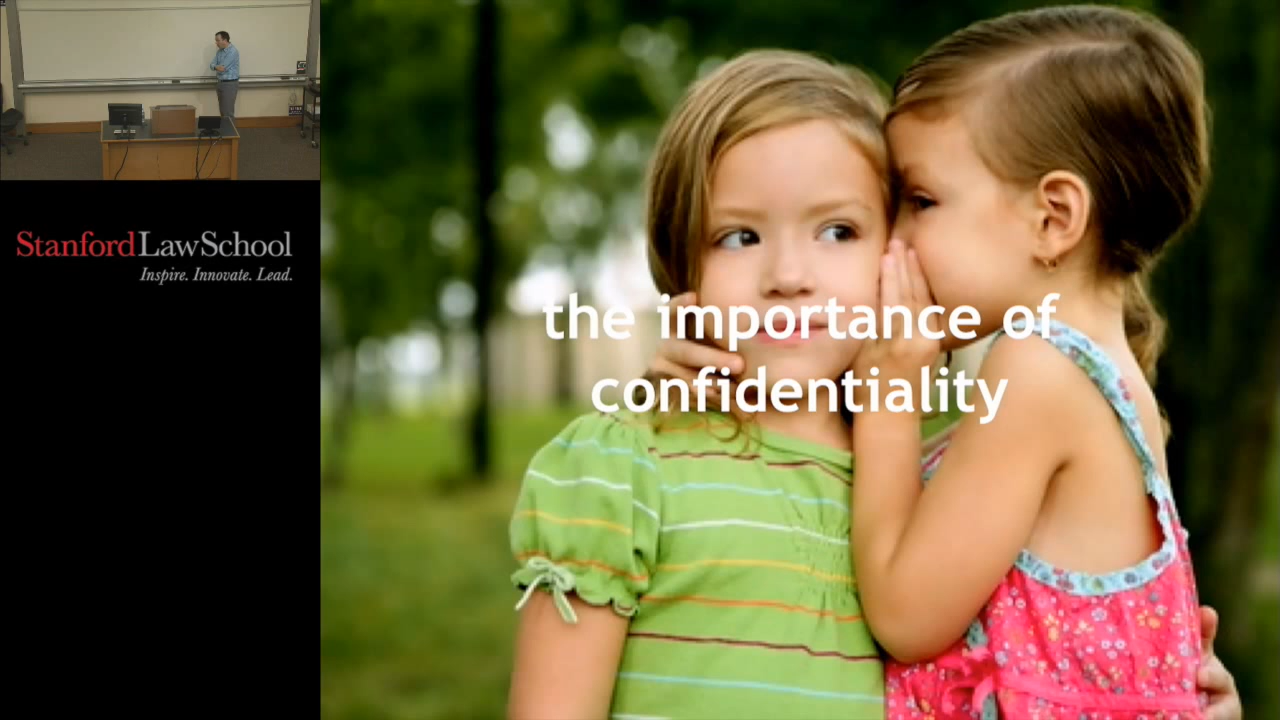 StanfordLawSchool
Inspire. Innovate. Lead.
the importance of
confidentiality